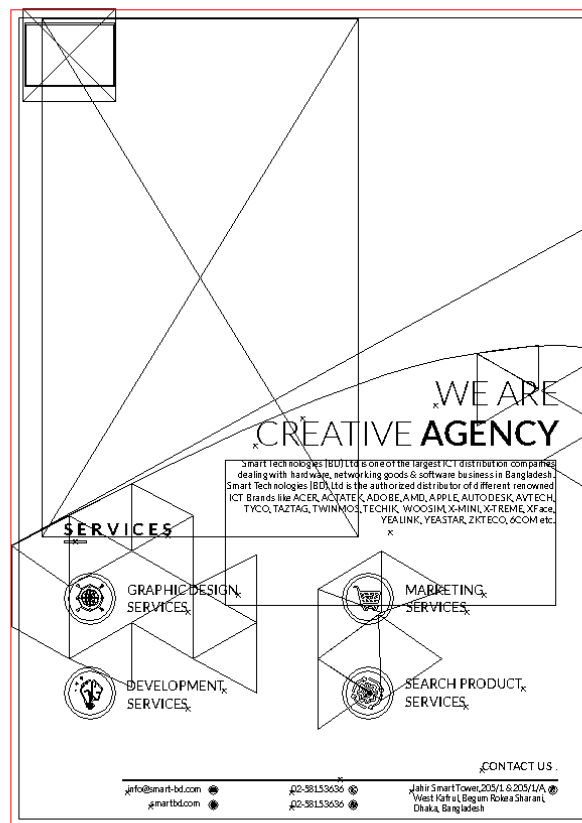 WE ARE
CREATIVE AGENCY
Smart Technologies (BD) Ltd is one of the largest ICT distribution companies
dealing with hardware, networking goods & software business in Bangladesh.
Smart Technologies (BD) Ltd is the authorized distributor of different renowned
ICT Brands like ACER, ACTATEK, ADOBE, AMD, APPLE, AUTODESK, AVTECH,
TYCO, TAZTAG, TWINMOS, TECHIK, WOOSIM, X-MINI, X-TREME, XFace,
YEALINK, YEASTAR, ZKTECO, 6COM etc.
SERVICES
GRAPHIC DESIGN
SERVICES
MARKETING
SERVICES
DEVELOPMENT
SERVICES
SEARCH PRODUCT
SERVICES
CONTACT US .
info@smart-bd.com
smartbd.com
02-58153636
02-58153636
Jahir Smart Tower, 205/1 & 205/1/A,
West Kafrul, Begum Rokea Sharani,
Dhaka, Bangladesh